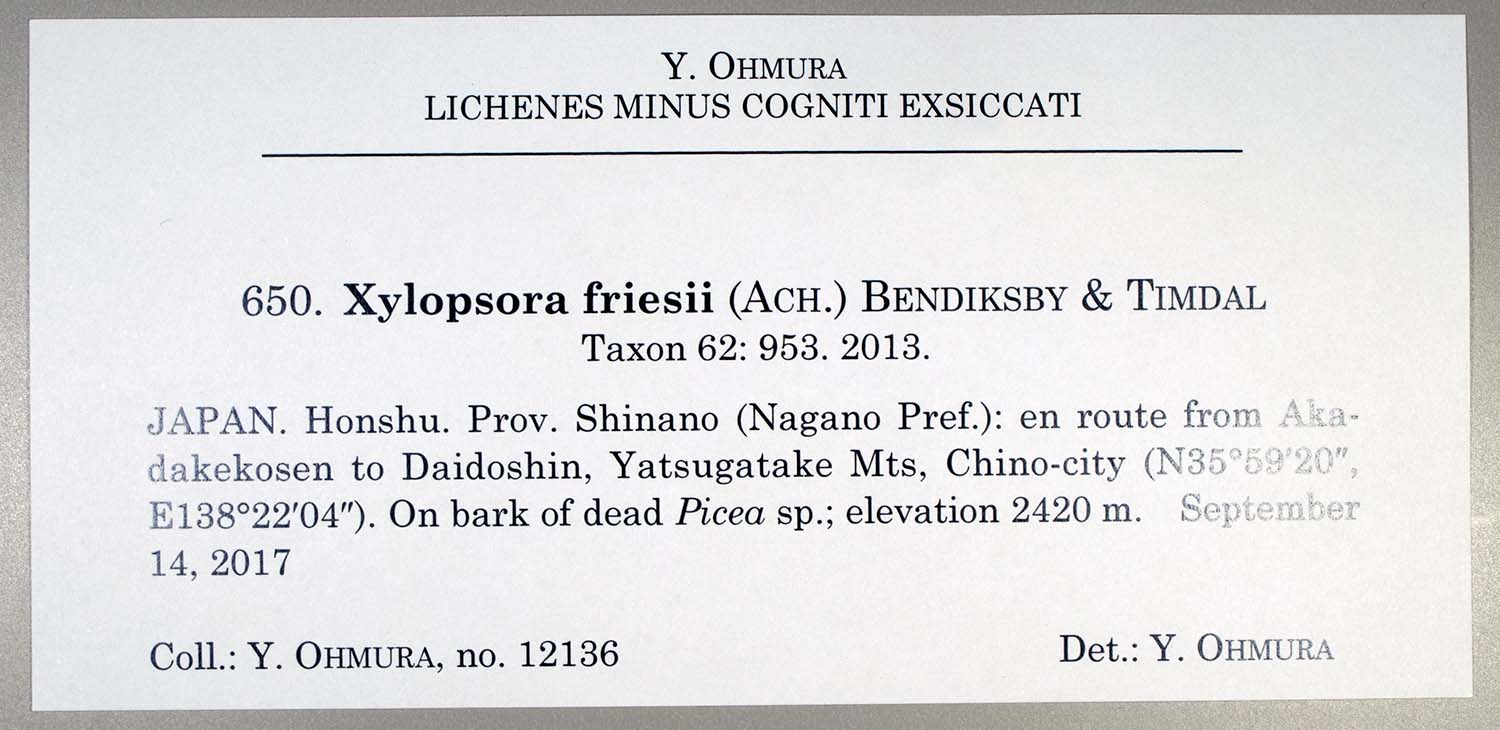 Y. OHMURA
LICHENES MINUS COGNITI EXSICCATI
650. Xylopsora friesii (ACH.) BENDIKSBY & TIMDAL
Taxon 62: 953. 2013.
JAPAN. Honshu. Prov. Shinano (Nagano Pref.): en route from Aka-
dakekosen to Daidoshin, Yatsugatake Mts, Chino-city (N35°59′20″,
E138°22′04″). On bark of dead Picea sp.; elevation 2420 m. September
14, 2017
Coll.: Y. OHMURA, no. 12136 Det.: Y. OHMURA